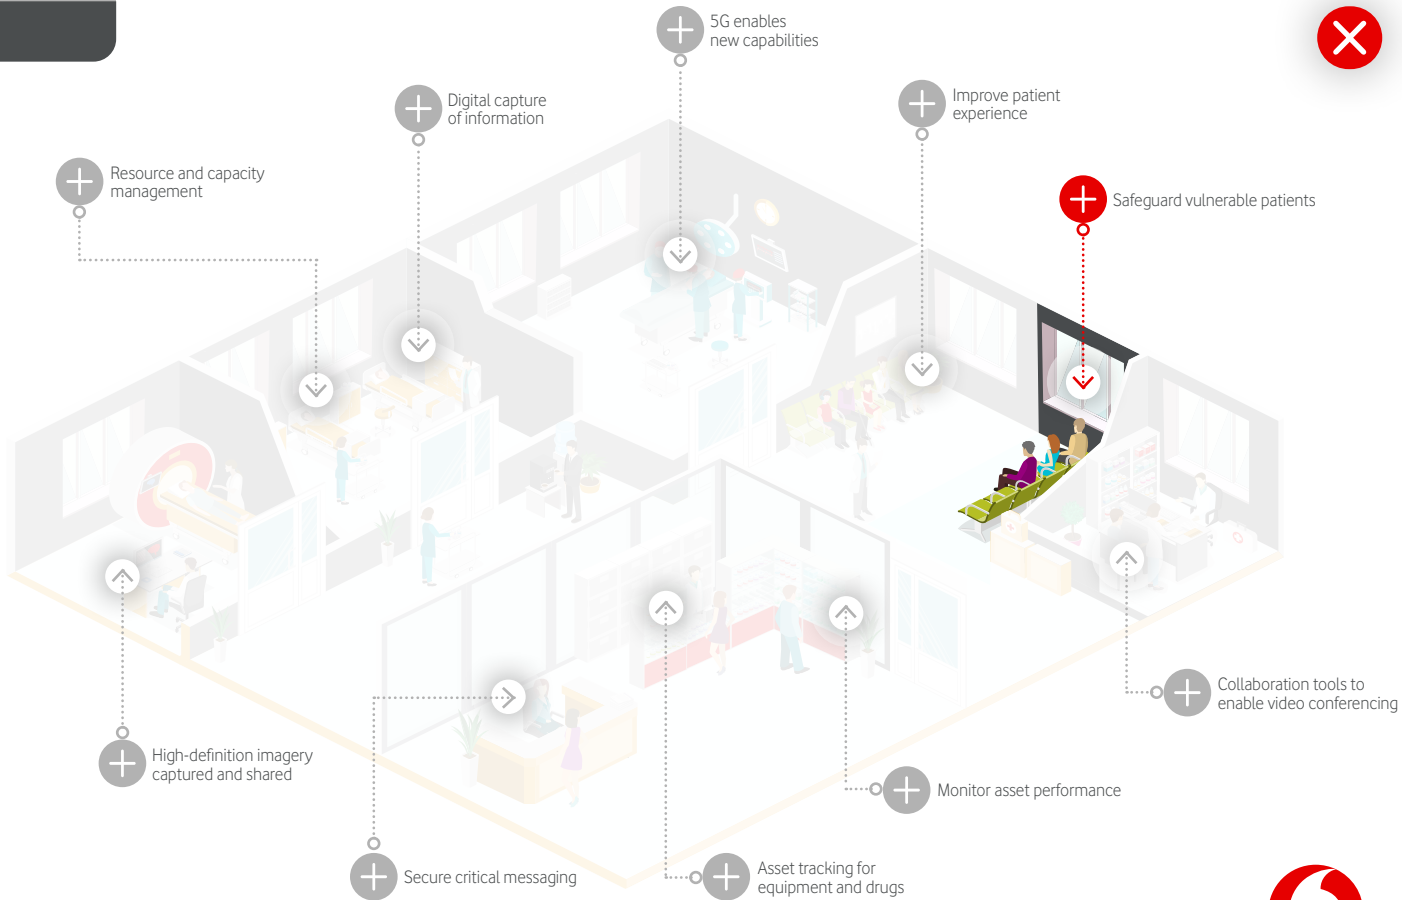 5G enables
new capabilities
Digital capture
of information
Improve patient
experience
Resource and capacity
management
Safeguard vulnerable patients
Collaboration tools to
enable video conferencing
High-definition imagery
captured and shared
Monitor asset performance
Secure critical messaging
Asset tracking for
equipment and drugs